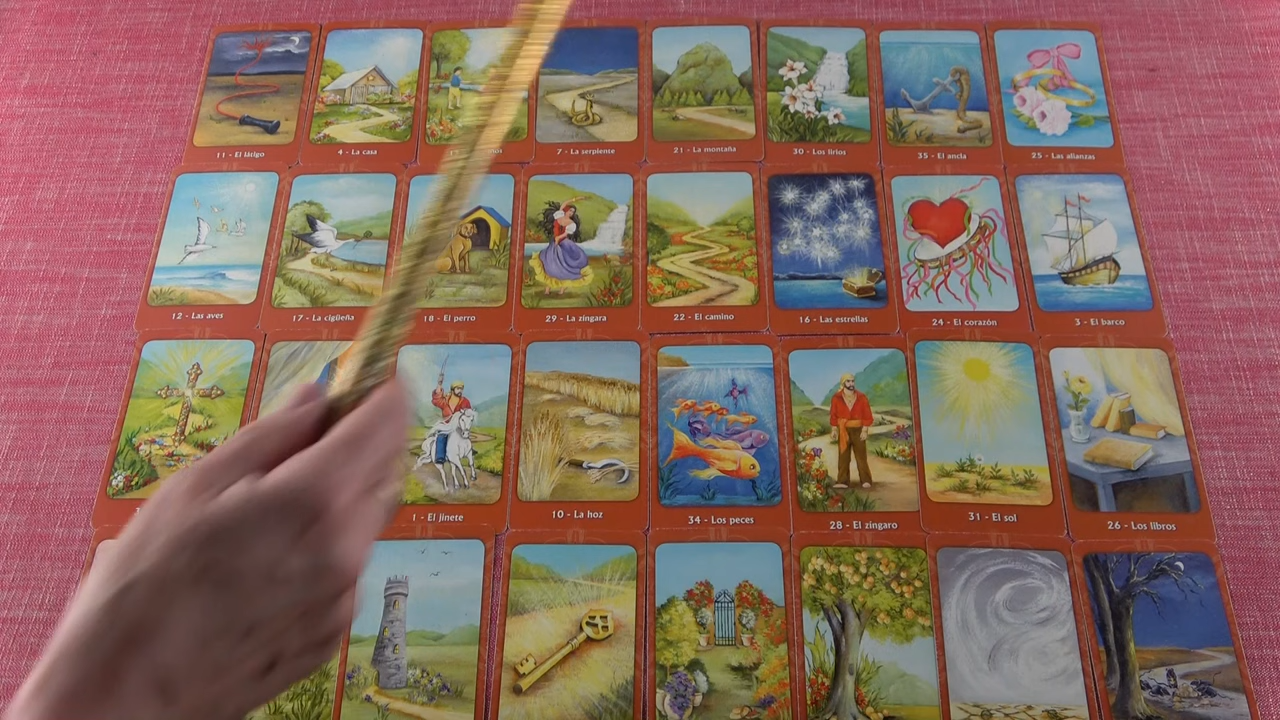 11 - El látigo
4 - La casa
7 - La serpiente
21 - La montaña
30 - Los lirios
35 - El ancla
25 - Las alianzas
12 - Las aves
17 - La cigüeña
18 - El perro
29 - La zíngara
22 - El camino
16 - Las estrellas
24 - El corazón
3 - El barco
1 - El jinete
10 - La hoz
34 - Los peces
28 - El zíngaro
31 - El sol
26 - Los libros